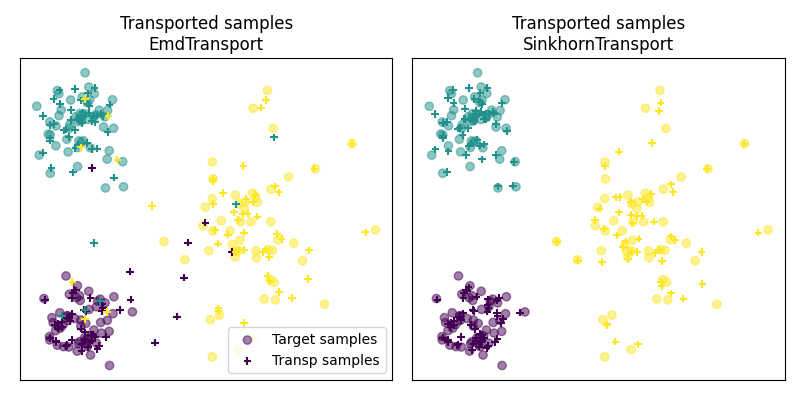 Transported samples
EmdTransport
Transported samples
SinkhornTransport
Target samples
Transp samples